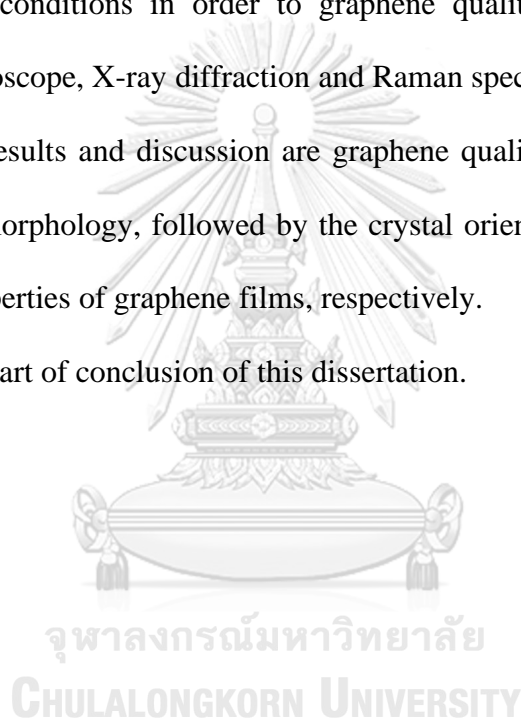 conditions in order to graphene qualit
oscope, X-ray diffraction and Raman spec
esults and discussion are graphene quali
orphology, followed by the crystal orien
perties of graphene films, respectively.
art of conclusion of this dissertation.
จุฬาลงกรณ์มหาวิทยาลัย
CHULALONGKORN UNIVERSITY